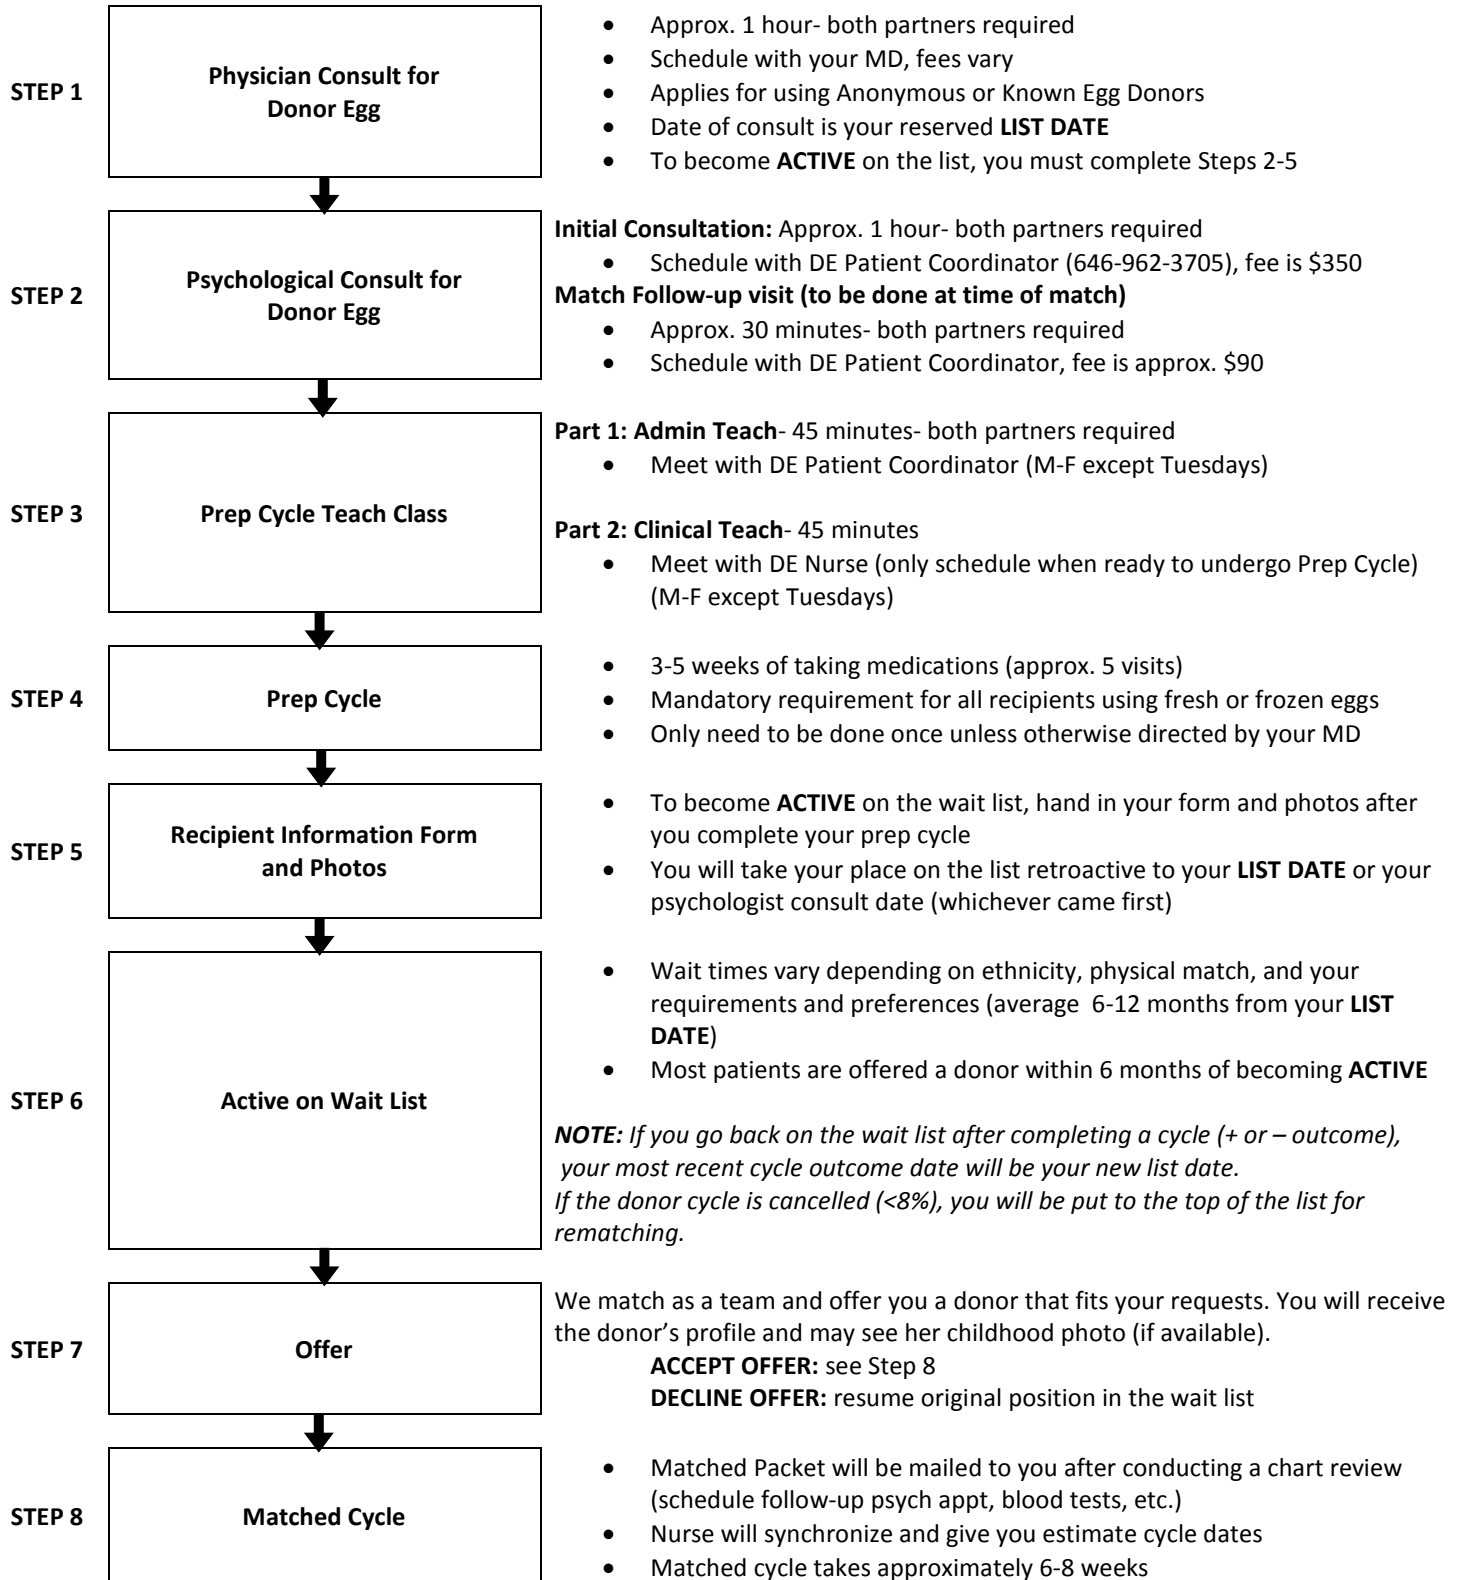 STEP 1
Physician Consult for
Donor Egg
• Approx. 1 hour- both partners required
• Schedule with your MD, fees vary
• Applies for using Anonymous or Known Egg Donors
• Date of consult is your reserved LIST DATE
• To become ACTIVE on the list, you must complete Steps 2-5
STEP 2
Psychological Consult for
Donor Egg
Initial Consultation: Approx. 1 hour- both partners required
• Schedule with DE Patient Coordinator (646-962-3705), fee is $350
Match Follow-up visit (to be done at time of match)
• Approx. 30 minutes- both partners required
• Schedule with DE Patient Coordinator, fee is approx. $90
STEP 3
Prep Cycle Teach Class
Part 1: Admin Teach- 45 minutes- both partners required
• Meet with DE Patient Coordinator (M-F except Tuesdays)
Part 2: Clinical Teach- 45 minutes
• Meet with DE Nurse (only schedule when ready to undergo Prep Cycle)
(M-F except Tuesdays)
STEP 4
Prep Cycle
• 3-5 weeks of taking medications (approx. 5 visits)
• Mandatory requirement for all recipients using fresh or frozen eggs
• Only need to be done once unless otherwise directed by your MD
STEP 5
Recipient Information Form
and Photos
• To become ACTIVE on the wait list, hand in your form and photos after
you complete your prep cycle
• You will take your place on the list retroactive to your LIST DATE or your
psychologist consult date (whichever came first)
STEP 6
Active on Wait List
• Wait times vary depending on ethnicity, physical match, and your
requirements and preferences (average 6-12 months from your LIST
DATE)
• Most patients are offered a donor within 6 months of becoming ACTIVE
NOTE: If you go back on the wait list after completing a cycle (+ or – outcome),
your most recent cycle outcome date will be your new list date.
If the donor cycle is cancelled (<8%), you will be put to the top of the list for
rematching.
STEP 7
Offer
We match as a team and offer you a donor that fits your requests. You will receive
the donor’s profile and may see her childhood photo (if available).
ACCEPT OFFER: see Step 8
DECLINE OFFER: resume original position in the wait list
STEP 8
Matched Cycle
• Matched Packet will be mailed to you after conducting a chart review
(schedule follow-up psych appt, blood tests, etc.)
• Nurse will synchronize and give you estimate cycle dates
• Matched cycle takes approximately 6-8 weeks